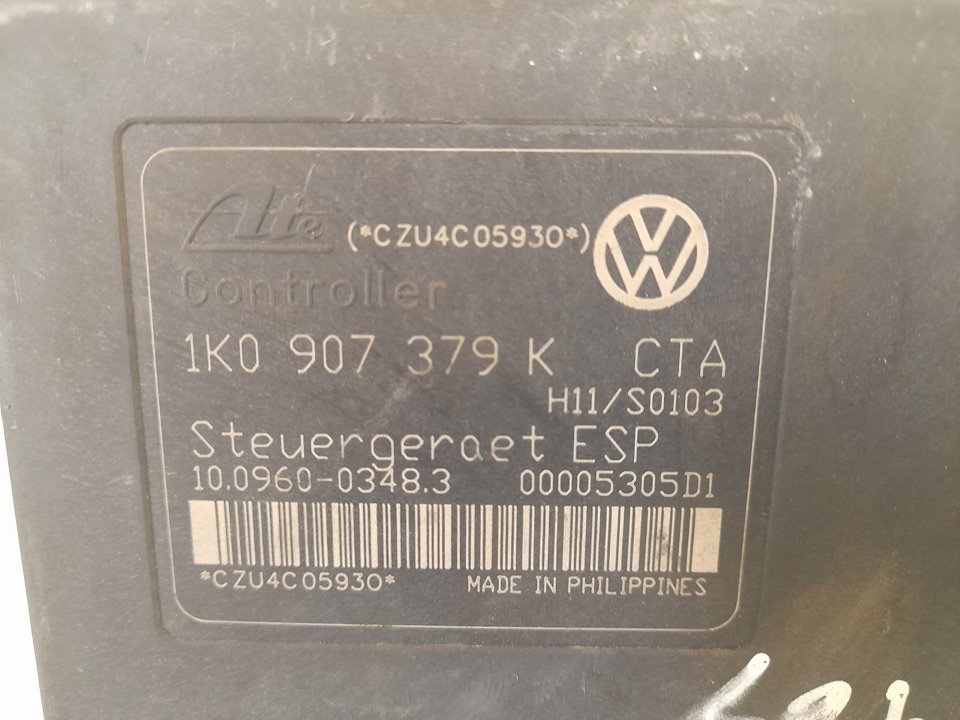 Ate (*CZU4C05930*) VW
Controller
1K0 907 379 K CTA
H11/S0103
Steuergeraet ESP
10.0960-0348.3 00005305D1
*CZU4C05930* MADE IN PHILIPPINES